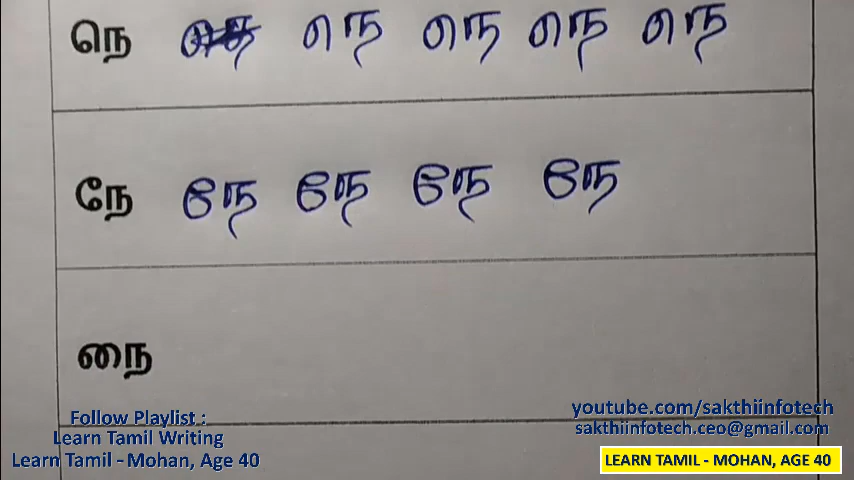 நெ நெ நெ நெ நெ
நே நே நே நே நே
நை
Follow Playlist :
Learn Tamil Writing
Learn Tamil - Mohan, Age 40
youtube.com/sakthiinfotech
sakthiinfotech.ceo@gmail.com
LEARN TAMIL - MOHAN, AGE 40